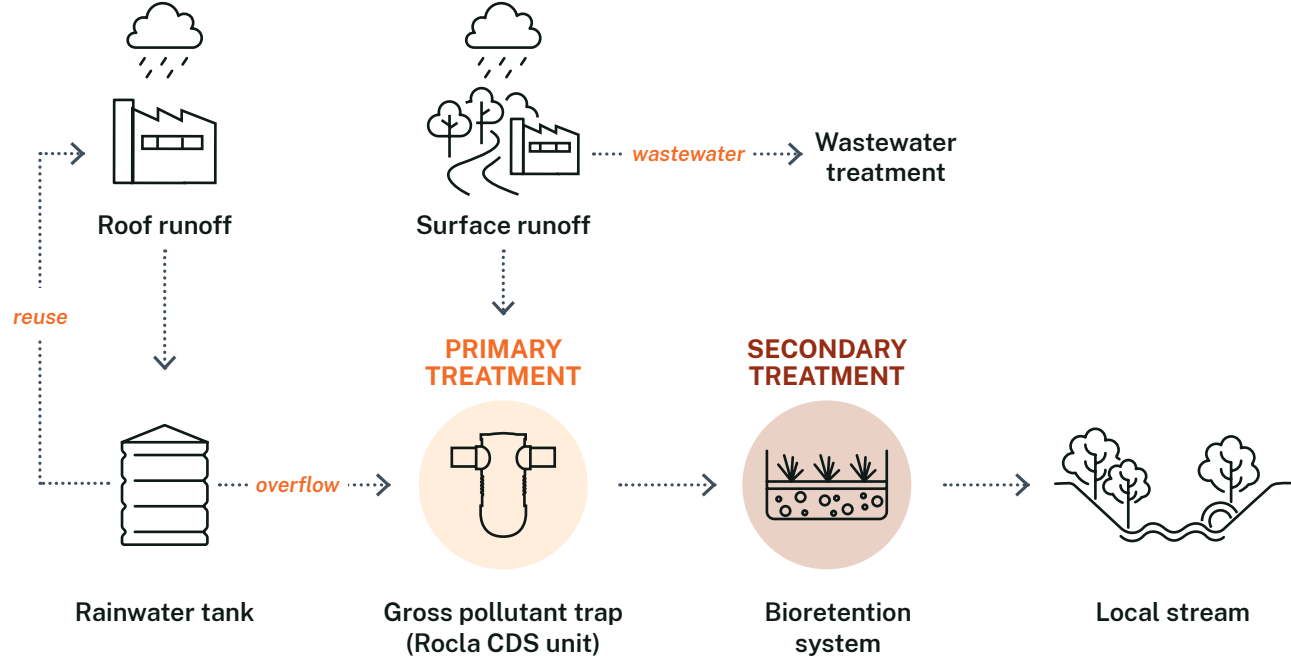 wastewater
Wastewater
treatment
Roof runoff
Surface runoff
reuse
PRIMARY
TREATMENT
SECONDARY
TREATMENT
overflow
Rainwater tank
Gross pollutant trap
(Rocla CDS unit)
Bioretention
system
Local stream